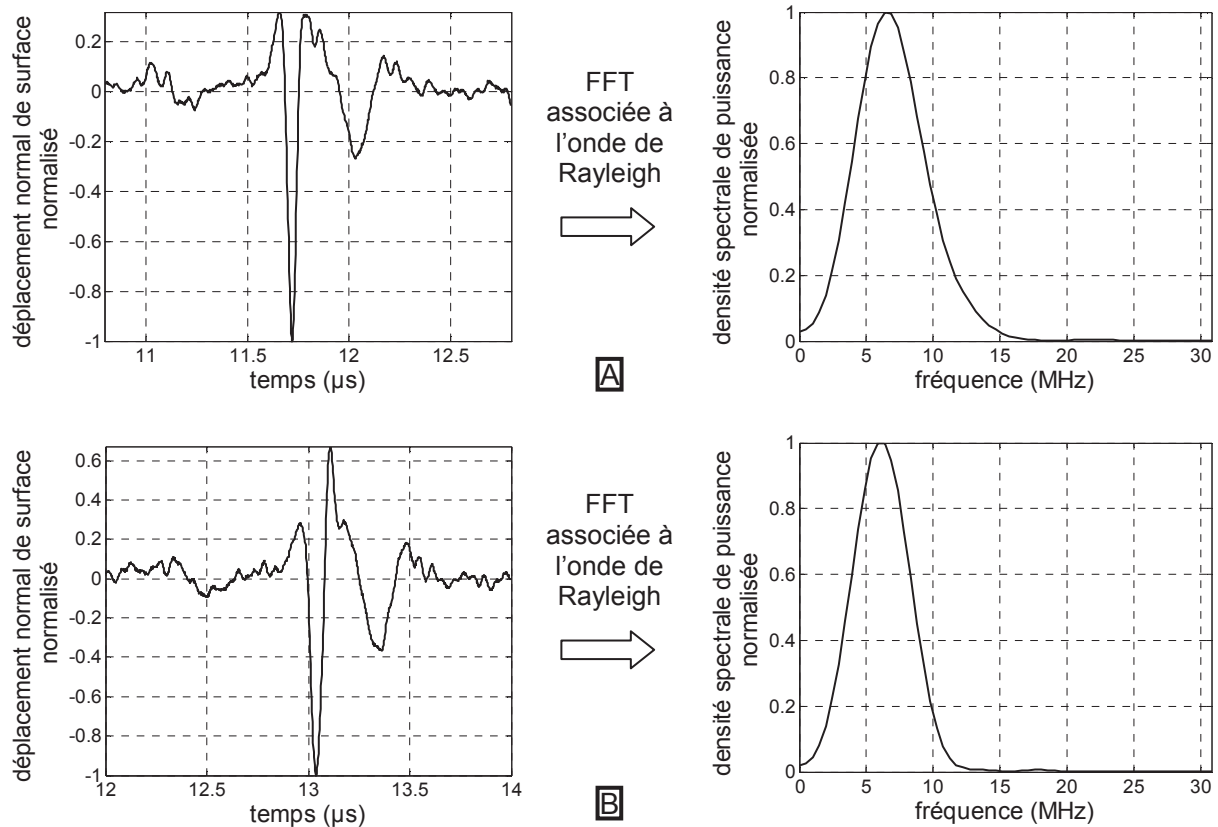 déplacement normal de surface
normalisé
0.2
0
-0.2
-0.4
-0.6
-0.8
-1
11
11.5
12
12.5
temps (µs)
FFT
associée à
l'onde de
Rayleigh
A
densité spectrale de puissance
normalisée
1
0.8
0.6
0.4
0.2
0
0
5
10
15
20
25
30
fréquence (MHz)
déplacement normal de surface
normalisé
0.6
0.4
0.2
0
-0.2
-0.4
-0.6
-0.8
-1
12
12.5
13
13.5
14
temps (µs)
FFT
associée à
l'onde de
Rayleigh
B
densité spectrale de puissance
normalisée
1
0.8
0.6
0.4
0.2
0
0
5
10
15
20
25
30
fréquence (MHz)